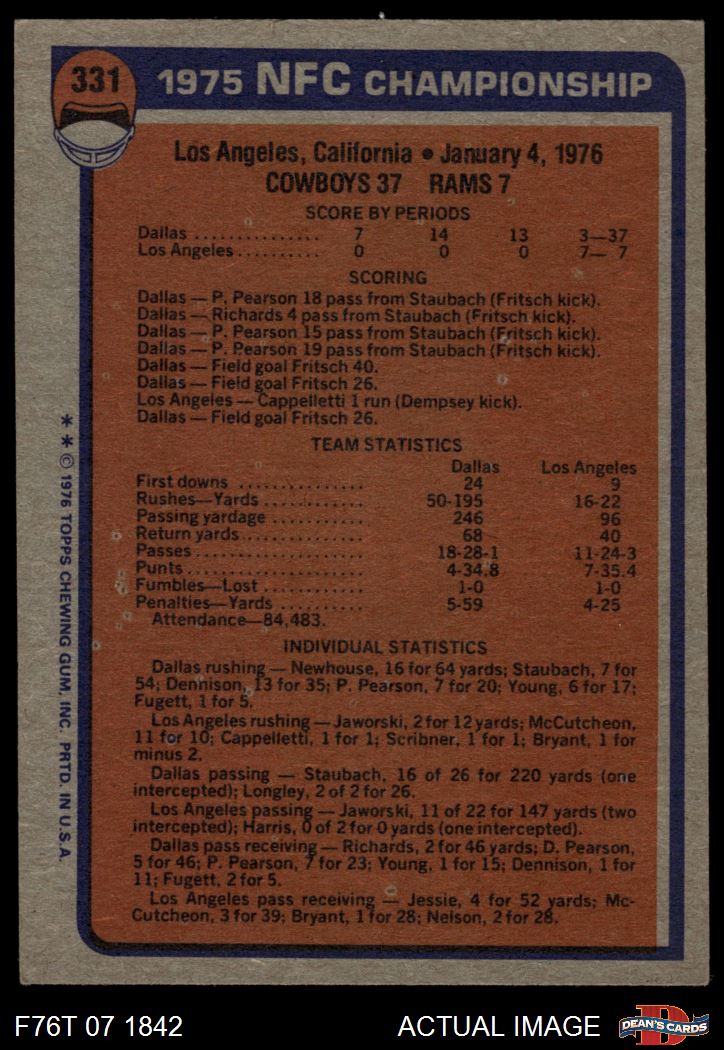 331 1975 NFC CHAMPIONSHIP
Los Angeles, California • January 4, 1976
COWBOYS 37 RAMS 7
SCORE BY PERIODS
Dallas ............... 7 14 13 3—37
Los Angeles .......... 0 0 0 7— 7
SCORING
Dallas — P. Pearson 18 pass from Staubach (Fritsch kick).
Dallas — Richards 4 pass from Staubach (Fritsch kick).
Dallas — P. Pearson 15 pass from Staubach (Fritsch kick).
Dallas — P. Pearson 19 pass from Staubach (Fritsch kick).
Dallas — Field goal Fritsch 40.
Dallas — Field goal Fritsch 26.
Los Angeles — Cappelletti 1 run (Dempsey kick).
Dallas — Field goal Fritsch 26.
TEAM STATISTICS
Dallas Los Angeles
First downs ............... 24 9
Rushes—Yards ............ 50-195 16-22
Passing yardage ........... 246 96
Return yards .............. 68 40
Passes .................... 18-28-1 11-24-3
Punts ..................... 4-34.8 7-35.4
Fumbles—Lost ............ 1-0 1-0
Penalties—Yards .......... 5-59 4-25
Attendance—84,483.
INDIVIDUAL STATISTICS
Dallas rushing — Newhouse, 16 for 64 yards; Staubach, 7 for
54; Dennison, 13 for 35; P. Pearson, 7 for 20; Young, 6 for 17;
Fugett, 1 for 5.
Los Angeles rushing — Jaworski, 2 for 12 yards; McCutcheon,
11 for 10; Cappelletti, 1 for 1; Scribner, 1 for 1; Bryant, 1 for
minus 2.
Dallas passing — Staubach, 16 of 26 for 220 yards (one
intercepted); Longley, 2 of 2 for 26.
Los Angeles passing — Jaworski, 11 of 22 for 147 yards (two
intercepted); Harris, 0 of 2 for 0 yards (one intercepted).
Dallas pass receiving — Richards, 2 for 46 yards; D. Pearson,
5 for 46; P. Pearson, 7 for 23; Young, 1 for 15; Dennison, 1 for
11; Fugett, 2 for 5.
Los Angeles pass receiving — Jessie, 4 for 52 yards; Mc-
Cutcheon, 3 for 39; Bryant, 1 for 28; Nelson, 2 for 28.
* * © 1976 TOPPS CHEWING GUM, INC. PRTD. IN U.S.A.
F76T 07 1842 ACTUAL IMAGE D DEAN'S CARDS